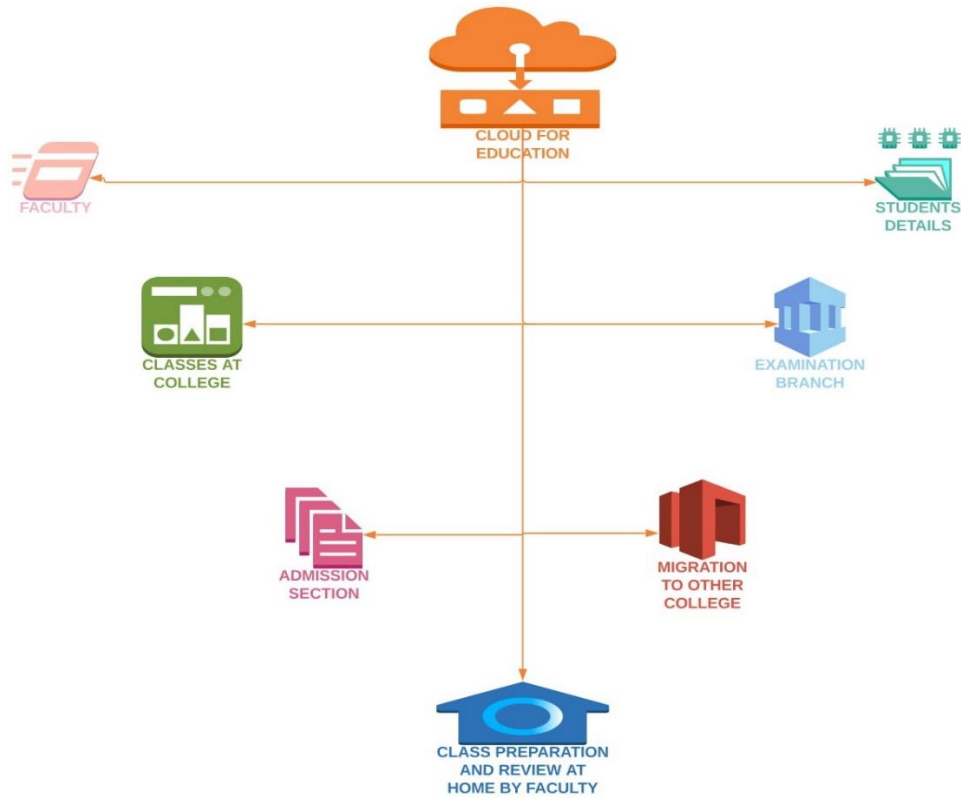 CLOUD FOR
EDUCATION
FACULTY
STUDENTS
DETAILS
CLASSES AT
COLLEGE
EXAMINATION
BRANCH
ADMISSION
SECTION
MIGRATION
TO OTHER
COLLEGE
CLASS PREPARATION
AND REVIEW AT
HOME BY FACULTY